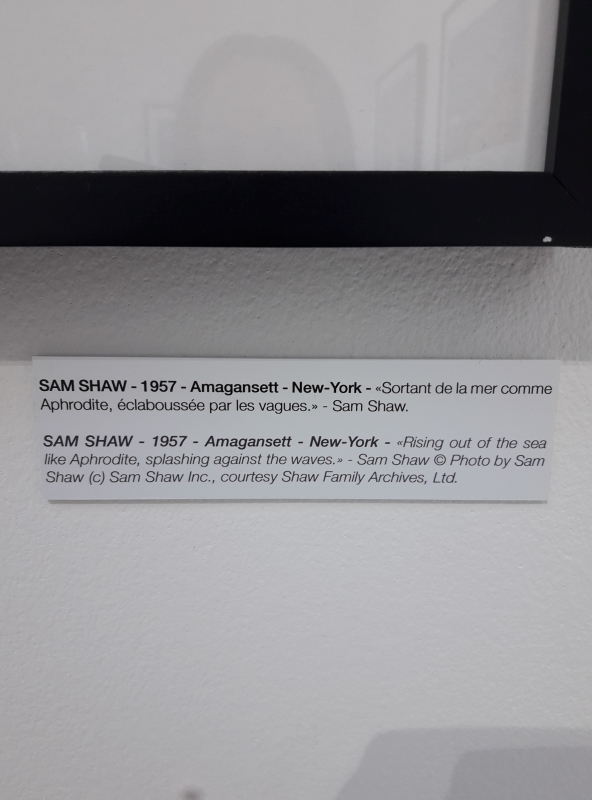 SAM SHAW - 1957 - Amagansett - New-York - «Sortant de la mer comme
Aphrodite, éclaboussée par les vagues.» - Sam Shaw.
SAM SHAW - 1957 - Amagansett - New-York - «Rising out of the sea
like Aphrodite, splashing against the waves.» - Sam Shaw © Photo by Sam
Shaw (c) Sam Shaw Inc., courtesy Shaw Family Archives, Ltd.